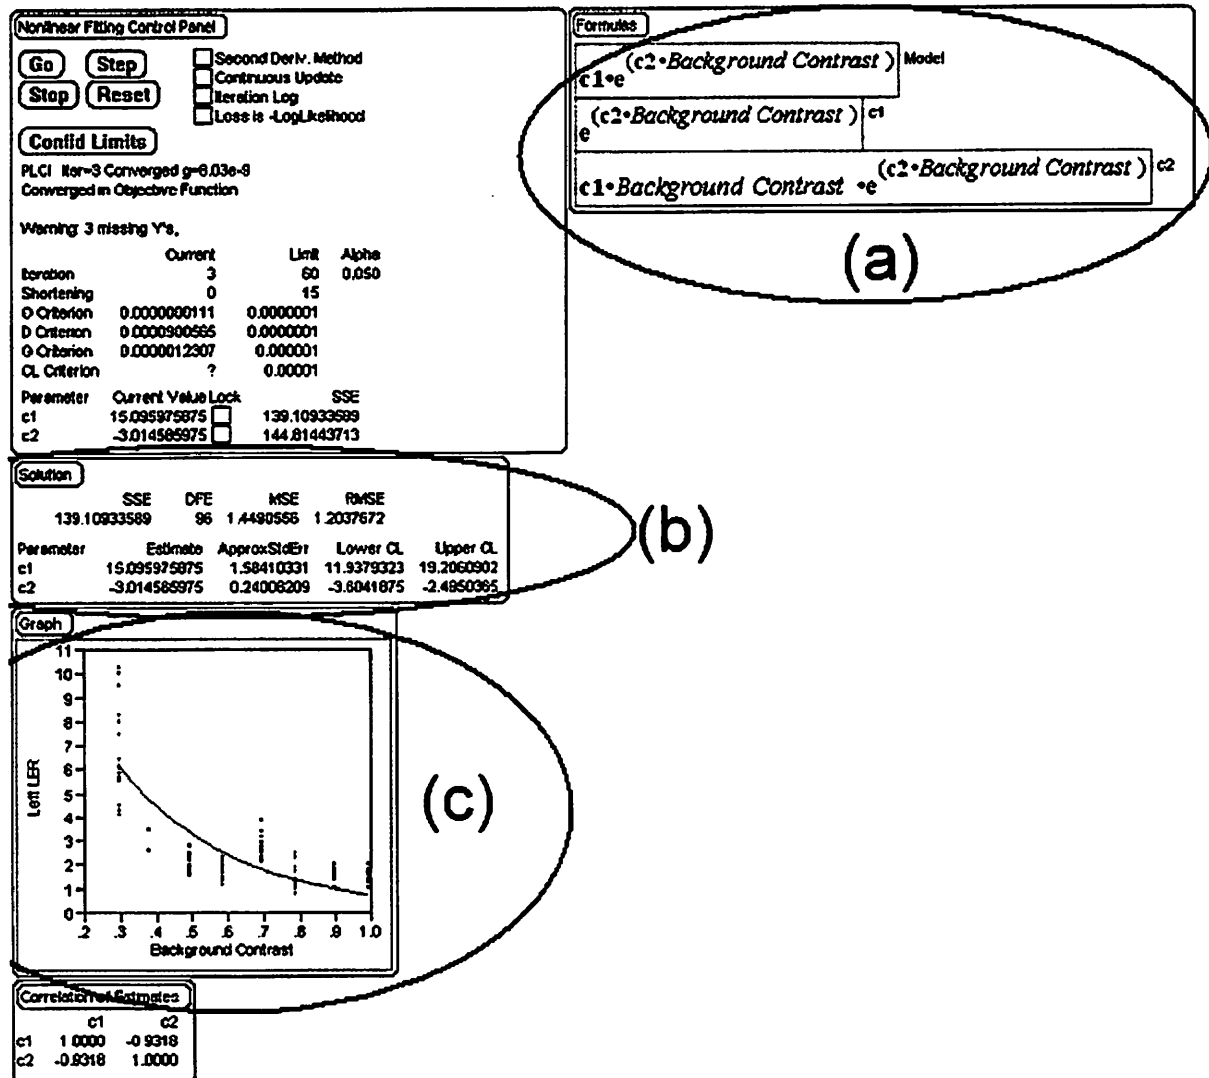 Nonlinear Fitting Control Panel
Go Step
Stop Reset
Second Deriv. Method
Continuous Update
Iteration Log
Loss is -LogLikelihood
Confid Limits
PLCI Iter=3 Converged g=6.03e-9
Converged in Objective Function
Warning: 3 missing Y's.
Current Limit Alpha
Iteration 3 60 0.050
Shortening 0 15
O Criterion 0.0000000111 0.0000001
D Criterion 0.0000900565 0.0000001
G Criterion 0.0000012307 0.000001
CL Criterion ? 0.00001
Parameter Current Value Lock SSE
c1 15.095975875 139.10933589
c2 -3.014585975 144.81443713
Formulas
c1•e^(c2•Background Contrast) Model
e^(c2•Background Contrast) c1
c1•Background Contrast •e^(c2•Background Contrast) c2
(a)
Solution
SSE DFE MSE RMSE
139.10933589 96 1.4490556 1.2037672
Parameter Estimate ApproxStdErr Lower CL Upper CL
c1 15.095975875 1.58410331 11.9379323 19.2060902
c2 -3.014585975 0.24006209 -3.6041875 -2.4850365
(b)
Graph
11
10
9
8
7
6
5
4
3
2
1
0
Left LER
.2 .3 .4 .5 .6 .7 .8 .9 1.0
Background Contrast
(c)
Correlation of Estimates
c1 c2
c1 1.0000 -0.9318
c2 -0.9318 1.0000